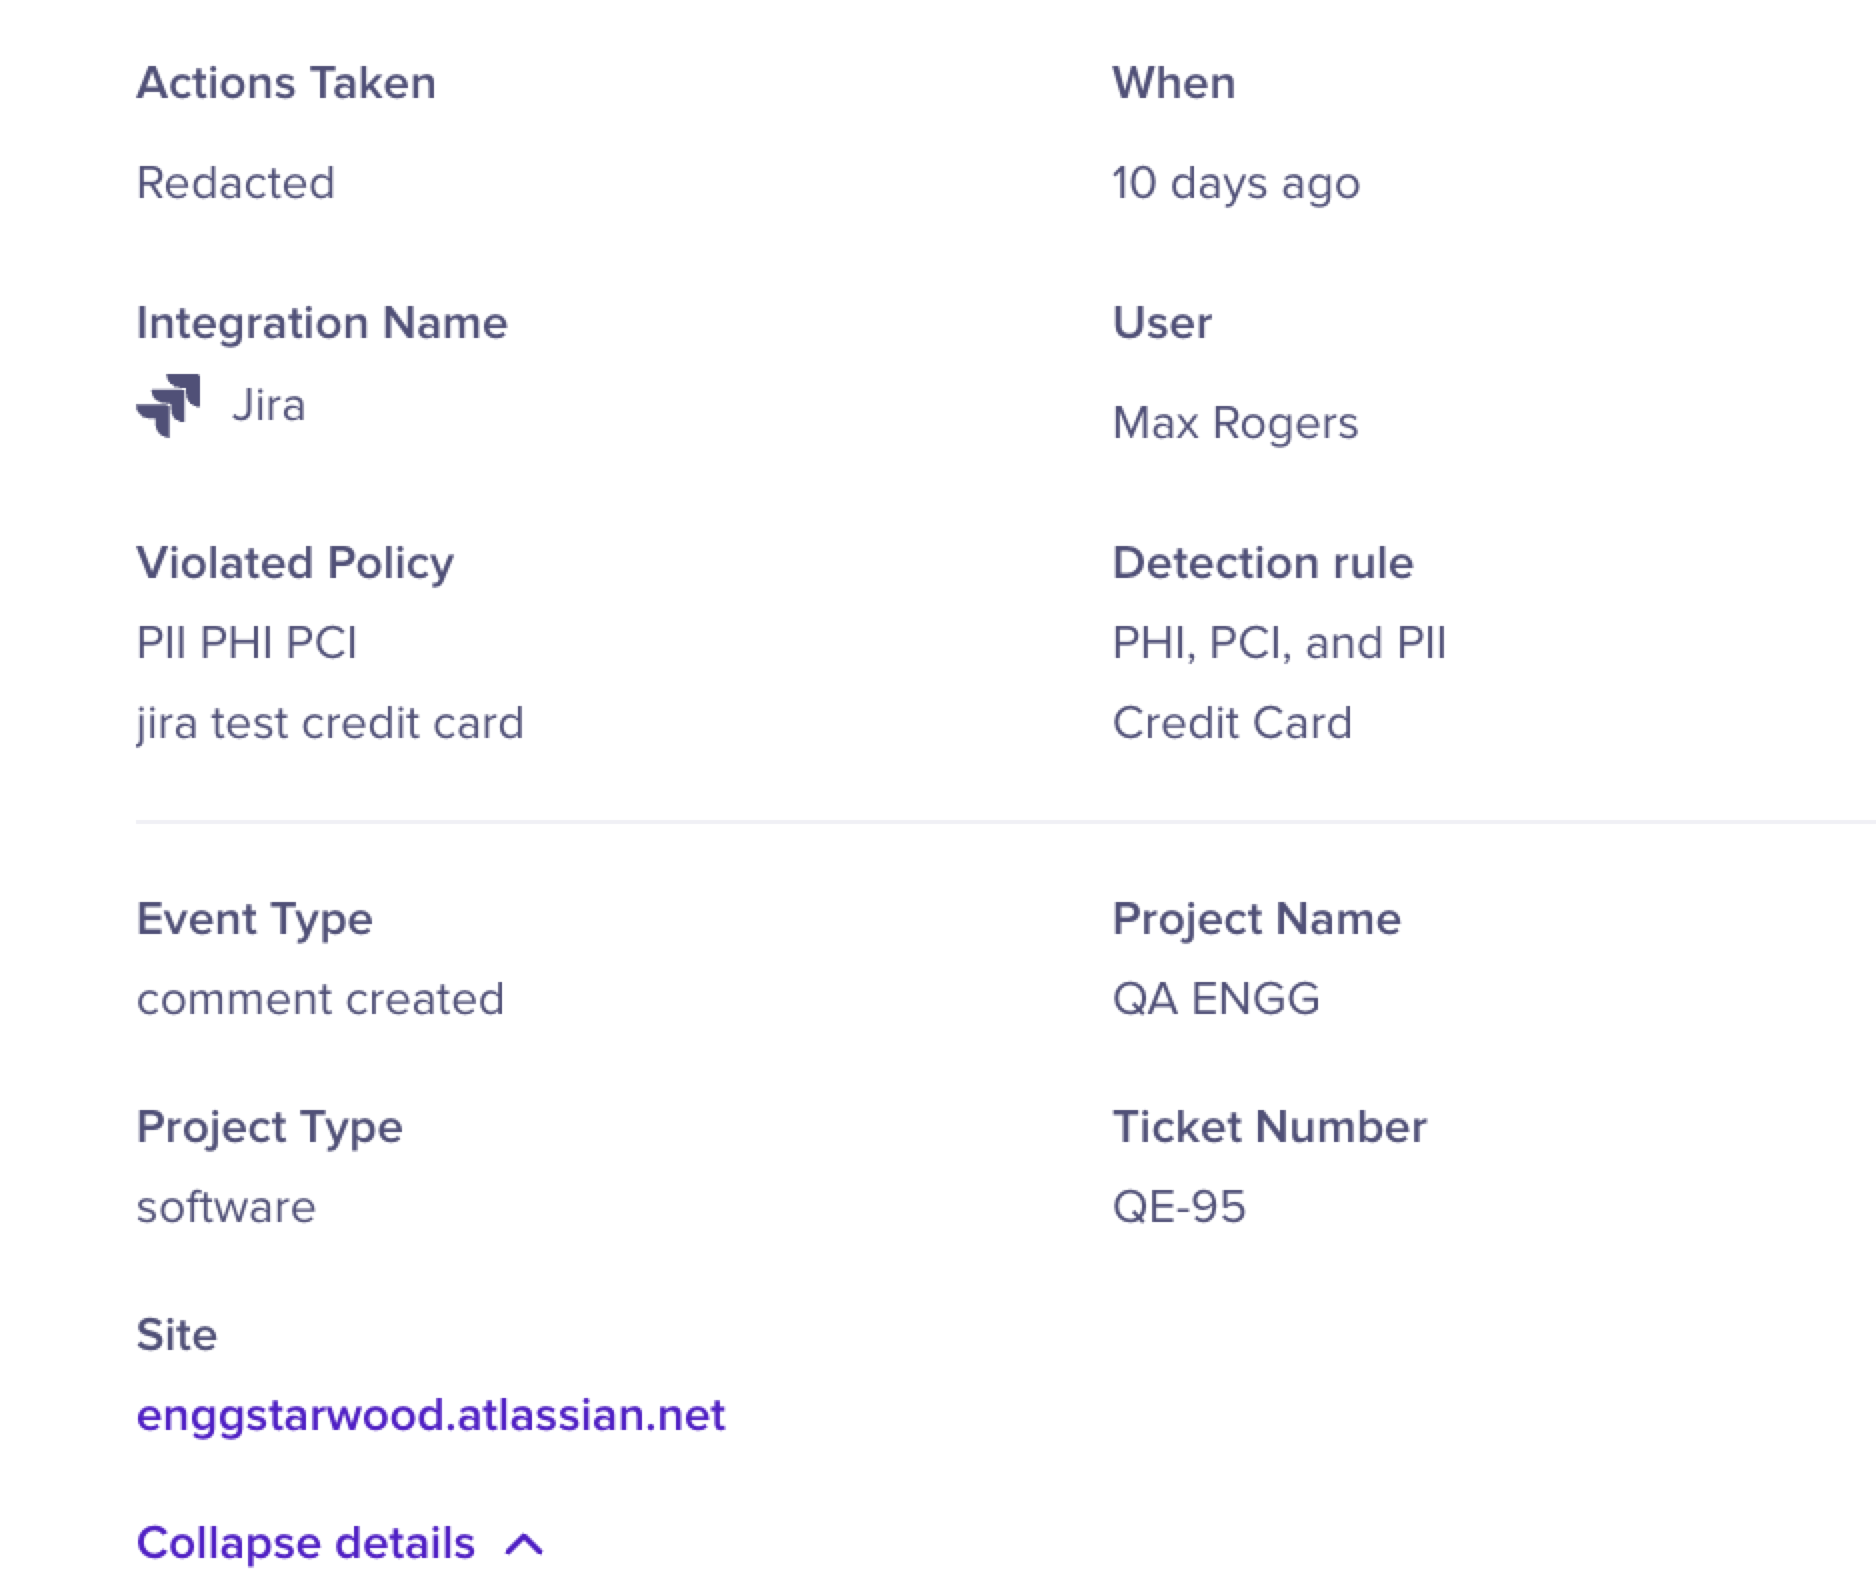 Actions Taken
When
Redacted
10 days ago
Integration Name
User
Jira
Max Rogers
Violated Policy
Detection rule
PII PHI PCI
PHI, PCI, and PII
jira test credit card
Credit Card
Event Type
Project Name
comment created
QA ENGG
Project Type
Ticket Number
software
QE-95
Site
enggstarwood.atlassian.net
Collapse details